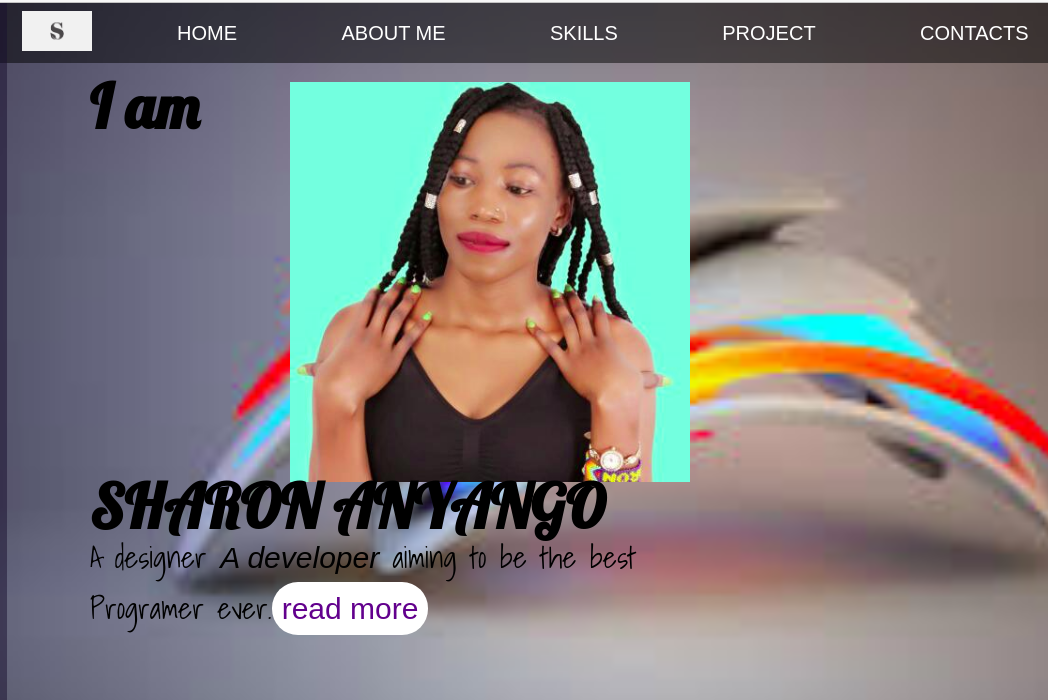 S HOME ABOUT ME SKILLS PROJECT CONTACTS
I am
SHARON ANYANGO
A designer A developer aiming to be the best
Programer ever. read more